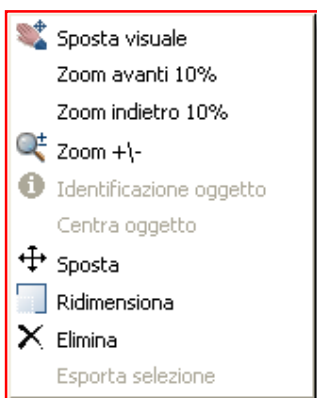 Sposta visuale
Zoom avanti 10%
Zoom indietro 10%
Zoom +\-
Identificazione oggetto
Centra oggetto
Sposta
Ridimensiona
Elimina
Esporta selezione